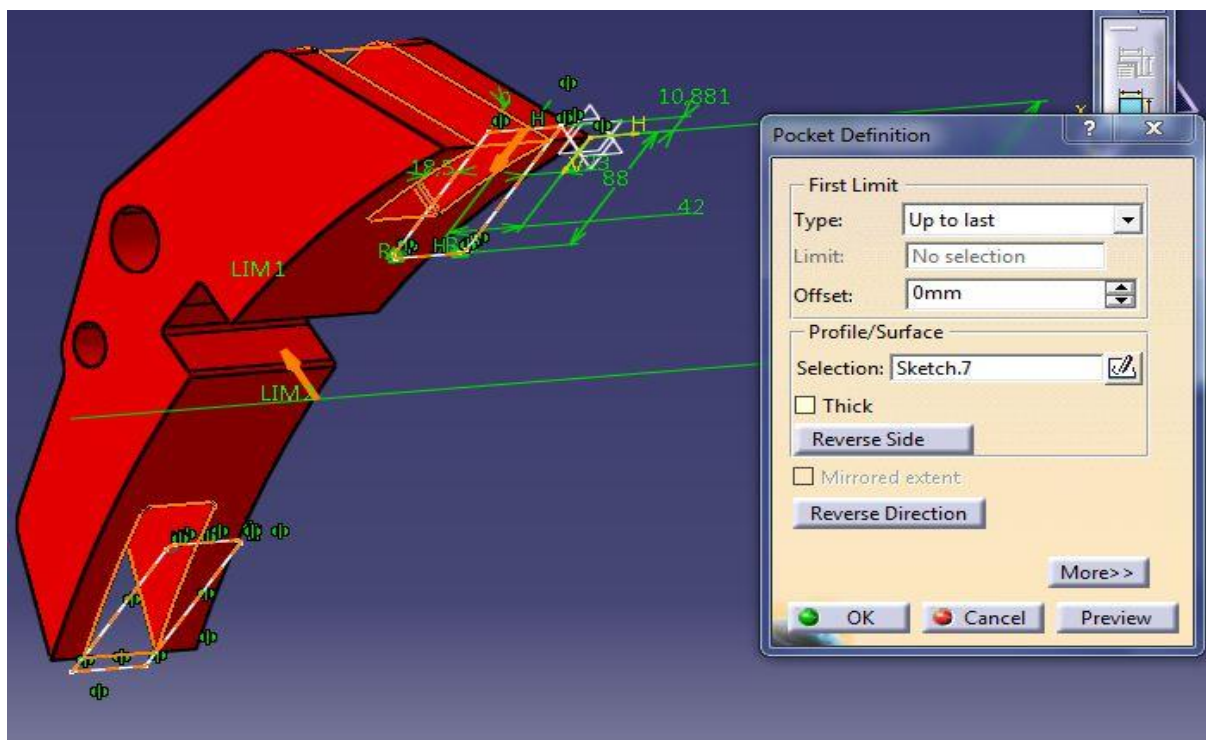 10,881
H
H
18,5
88
42
R
H
LIM1
LIM
Pocket Definition
?
X
First Limit
Type: Up to last
Limit: No selection
Offset: 0mm
Profile/Surface
Selection: Sketch.7
Thick
Reverse Side
Mirrored extent
Reverse Direction
More>>
OK Cancel Preview